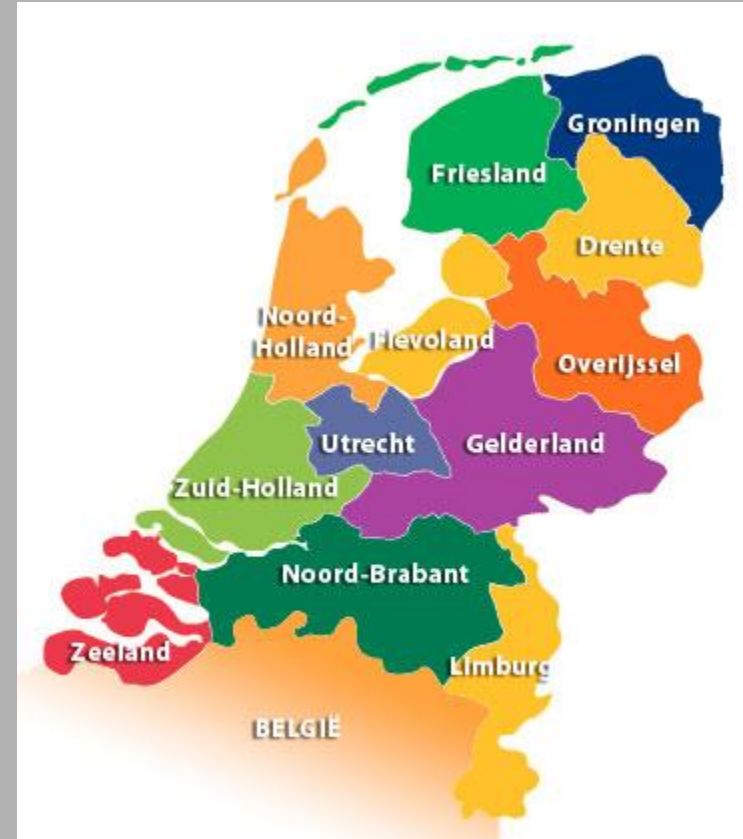 Groningen
Friesland
Drente
Noord-
Holland
Flevoland
Overijssel
Utrecht
Gelderland
Zuid-Holland
Noord-Brabant
Zeeland
Limburg
BELGIË